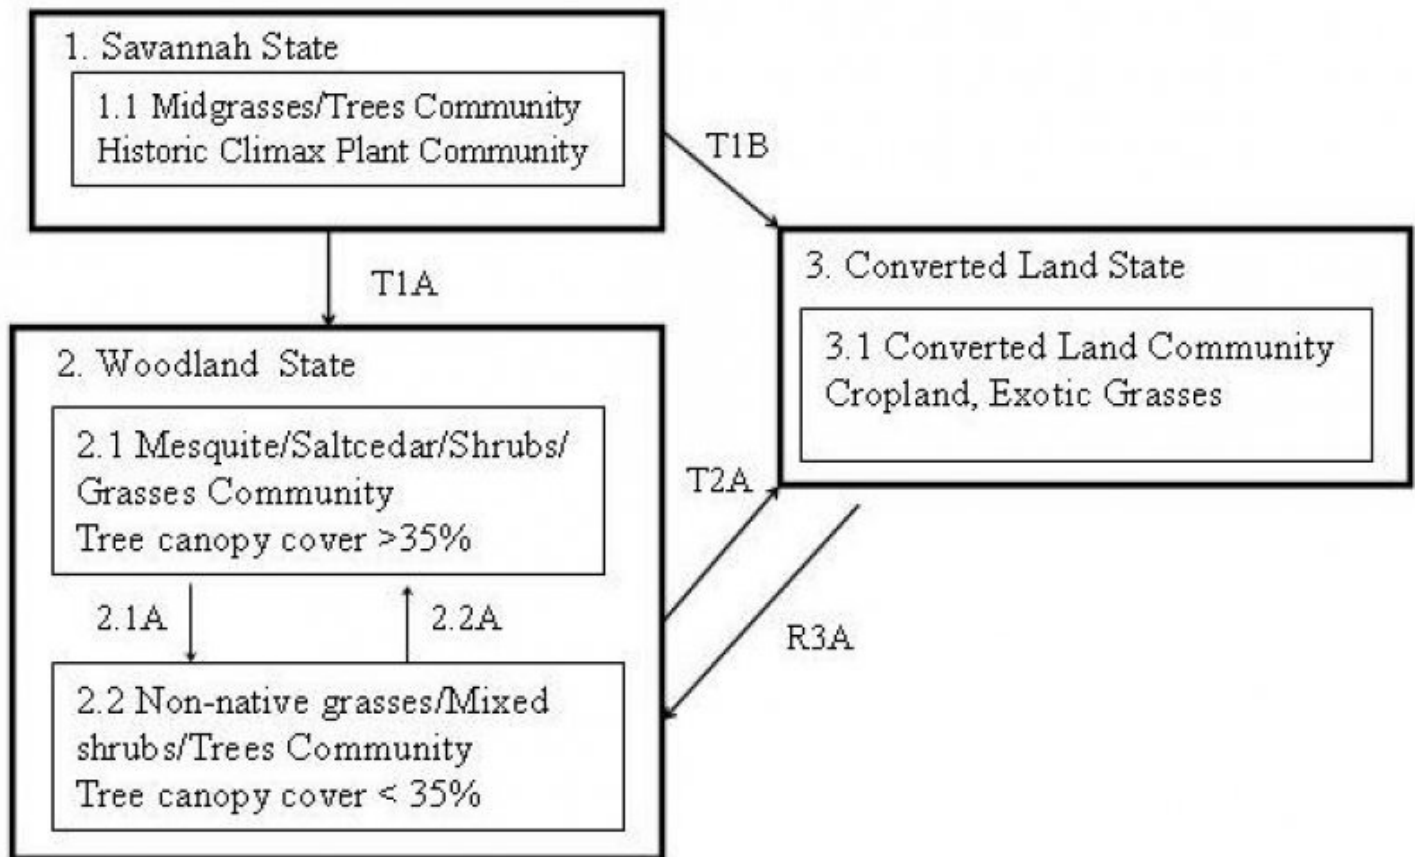 1. Savannah State
1.1 Midgrasses/Trees Community
Historic Climax Plant Community
T1B
T1A
3. Converted Land State
3.1 Converted Land Community
Cropland, Exotic Grasses
2. Woodland State
2.1 Mesquite/Saltcedar/Shrubs/
Grasses Community
Tree canopy cover >35%
T2A
2.1A
2.2A
R3A
2.2 Non-native grasses/Mixed
shrubs/Trees Community
Tree canopy cover < 35%